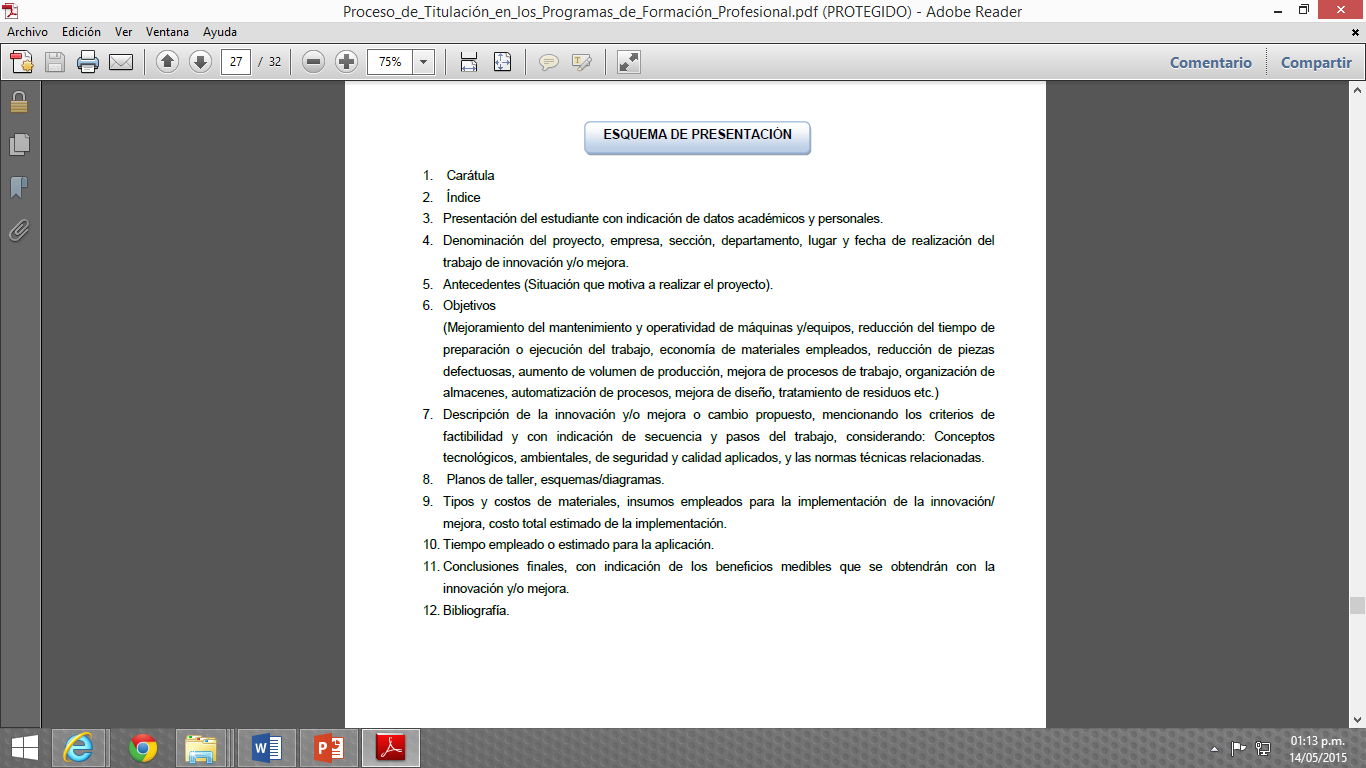 Proceso_de_Titulación_en_los_Programas_de_Formación_Profesional.pdf (PROTEGIDO) - Adobe Reader
Archivo Edición Ver Ventana Ayuda
27 / 32 75% Comentario Compartir
ESQUEMA DE PRESENTACIÓN
1. Carátula
2. Índice
3. Presentación del estudiante con indicación de datos académicos y personales.
4. Denominación del proyecto, empresa, sección, departamento, lugar y fecha de realización del
trabajo de innovación y/o mejora.
5. Antecedentes (Situación que motiva a realizar el proyecto).
6. Objetivos
(Mejoramiento del mantenimiento y operatividad de máquinas y/equipos, reducción del tiempo de
preparación o ejecución del trabajo, economía de materiales empleados, reducción de piezas
defectuosas, aumento de volumen de producción, mejora de procesos de trabajo, organización de
almacenes, automatización de procesos, mejora de diseño, tratamiento de residuos etc.)
7. Descripción de la innovación y/o mejora o cambio propuesto, mencionando los criterios de
factibilidad y con indicación de secuencia y pasos del trabajo, considerando: Conceptos
tecnológicos, ambientales, de seguridad y calidad aplicados, y las normas técnicas relacionadas.
8. Planos de taller, esquemas/diagramas.
9. Tipos y costos de materiales, insumos empleados para la implementación de la innovación/
mejora, costo total estimado de la implementación.
10. Tiempo empleado o estimado para la aplicación.
11. Conclusiones finales, con indicación de los beneficios medibles que se obtendrán con la
innovación y/o mejora.
12. Bibliografía.
01:13 p.m.
14/05/2015